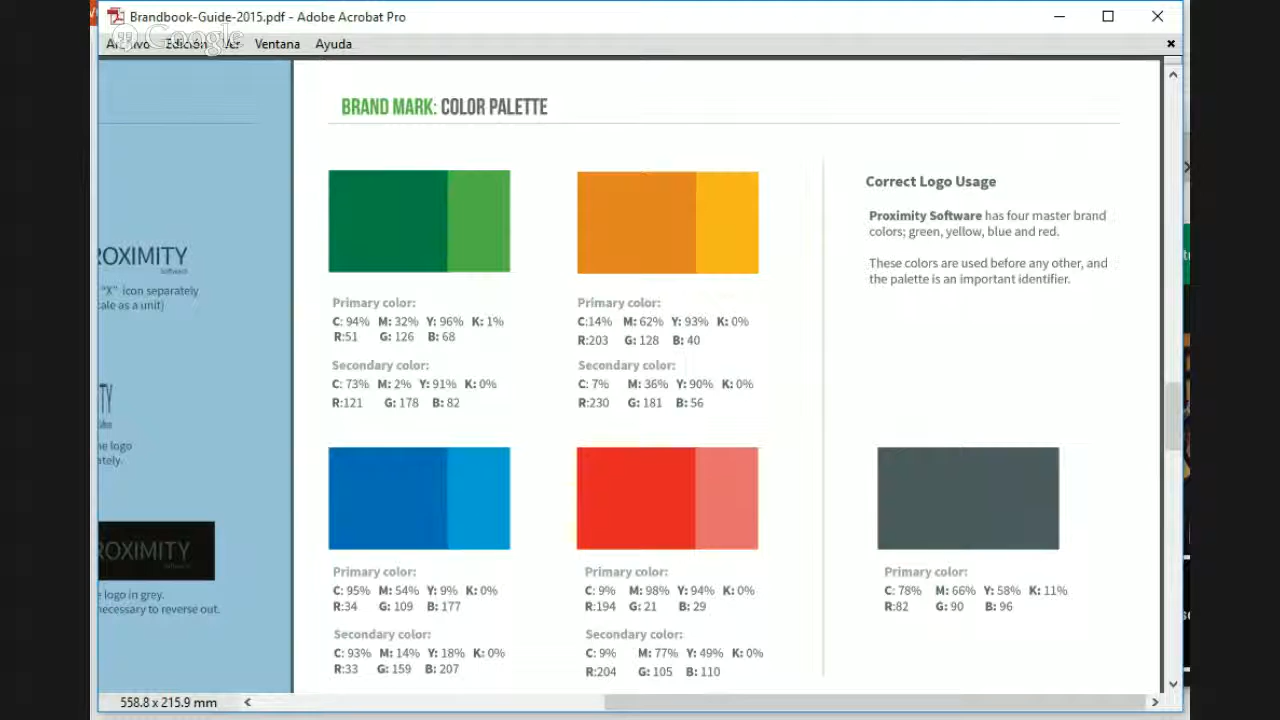 Brandbook-Guide-2015.pdf - Adobe Acrobat Pro
Google
Archivo Edición Ver Ventana Ayuda
BRAND MARK: COLOR PALETTE
ROXIMITY
Software
“X” icon separately
cale as a unit)
ITY
he logo
ately.
ROXIMITY
e logo in grey.
necessary to reverse out.
Primary color:
C: 94% M: 32% Y: 96% K: 1%
R:51 G: 126 B: 68
Secondary color:
C: 73% M: 2% Y: 91% K: 0%
R:121 G: 178 B: 82
Primary color:
C:14% M: 62% Y: 93% K: 0%
R:203 G: 128 B: 40
Secondary color:
C: 7% M: 36% Y: 90% K: 0%
R:230 G: 181 B: 56
Correct Logo Usage
Proximity Software has four master brand
colors; green, yellow, blue and red.
These colors are used before any other, and
the palette is an important identifier.
Primary color:
C: 95% M: 54% Y: 9% K: 0%
R:34 G: 109 B: 177
Secondary color:
C: 93% M: 14% Y: 18% K: 0%
R:33 G: 159 B: 207
Primary color:
C: 9% M: 98% Y: 94% K: 0%
R:194 G: 21 B: 29
Secondary color:
C: 9% M: 77% Y: 49% K: 0%
R:204 G: 105 B: 110
Primary color:
C: 78% M: 66% Y: 58% K: 11%
R:82 G: 90 B: 96
558.8 x 215.9 mm